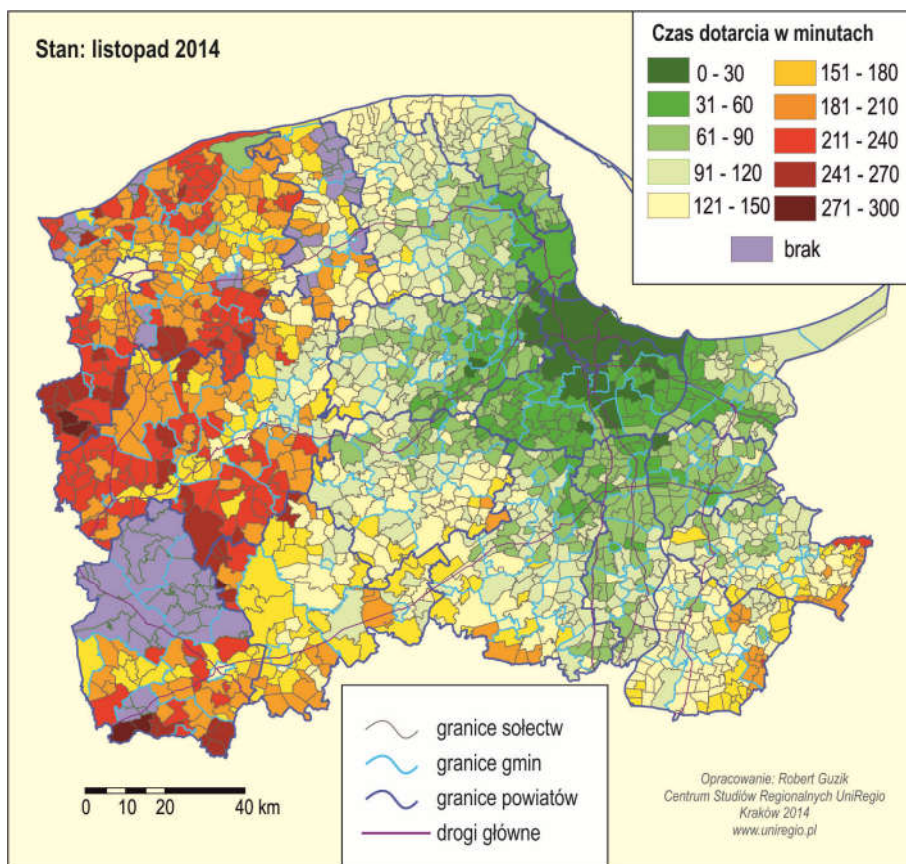 Stan: listopad 2014
Czas dotarcia w minutach
0 - 30
31 - 60
61 - 90
91 - 120
121 - 150
151 - 180
181 - 210
211 - 240
241 - 270
271 - 300
brak
granice sołectw
granice gmin
granice powiatów
drogi główne
0 10 20 40 km
Opracowanie: Robert Guzik
Centrum Studiów Regionalnych UniRegio
Kraków 2014
www.uniregio.pl